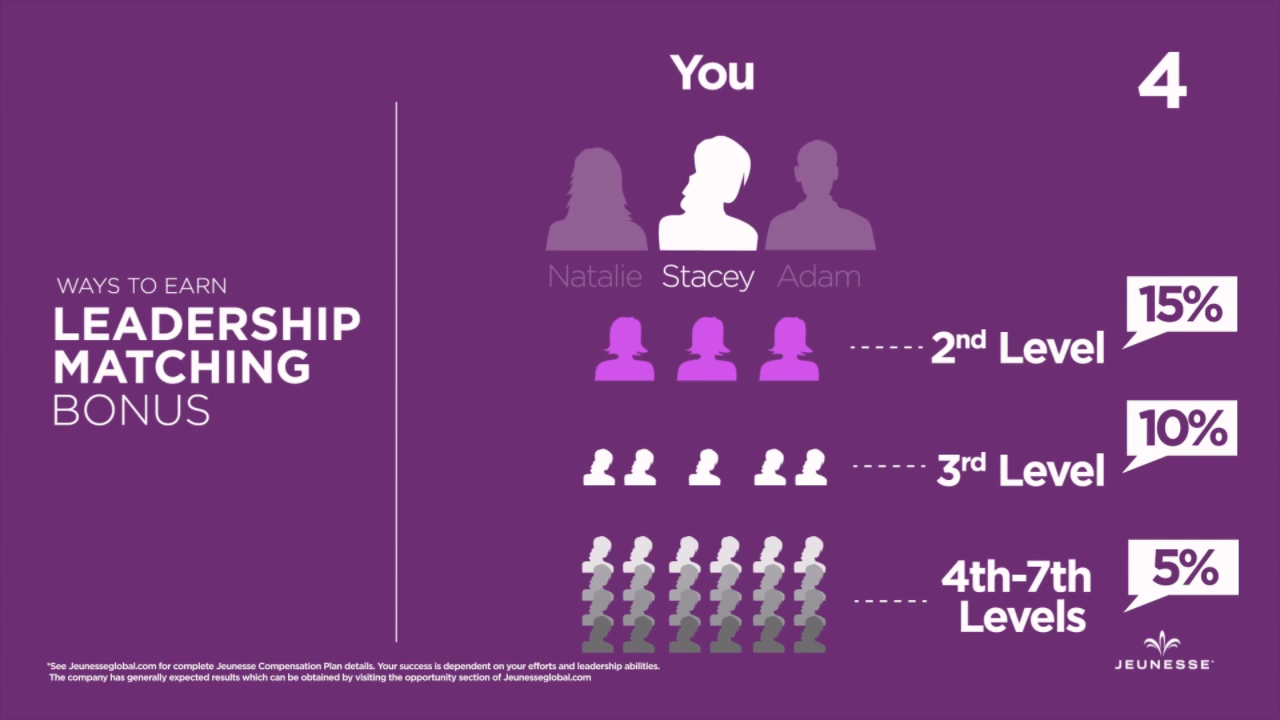 You
4
Natalie Stacey Adam
WAYS TO EARN
LEADERSHIP
MATCHING
BONUS
2nd Level 15%
3rd Level 10%
4th-7th
Levels
5%
JEUNESSE
*See Jeunesseglobal.com for complete Jeunesse Compensation Plan details. Your success is dependent on your efforts and leadership abilities.
The company has generally expected results which can be obtained by visiting the opportunity section of Jeunesseglobal.com